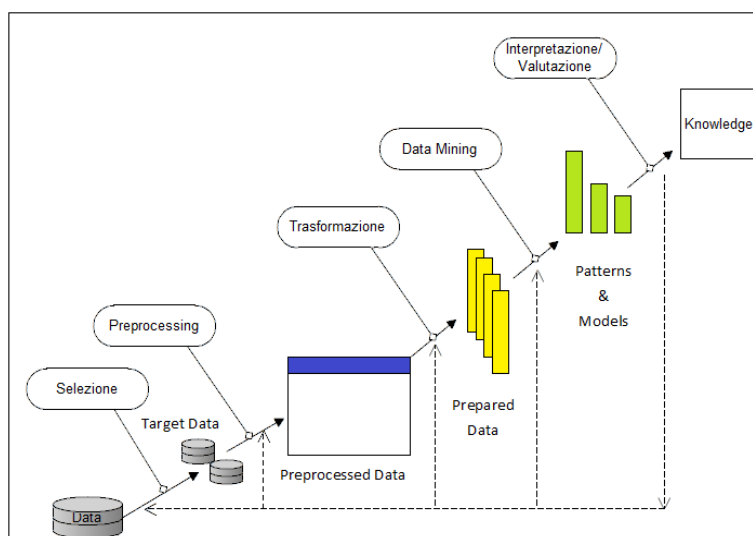 Interpretazione/
Valutazione
Knowledge
Data Mining
Trasformazione
Patterns
&
Models
Preprocessing
Selezione
Target Data
Prepared
Data
Preprocessed Data
Data